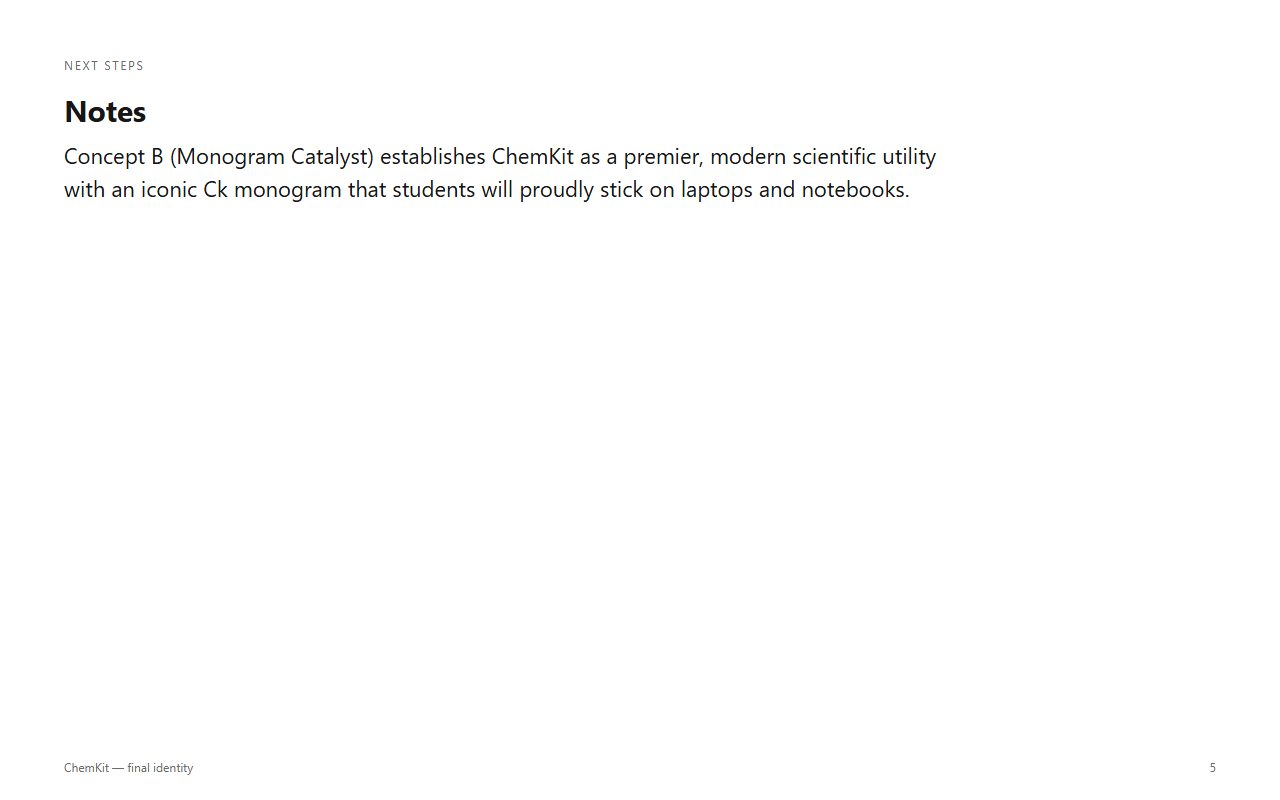 NEXT STEPS
Notes
Concept B (Monogram Catalyst) establishes ChemKit as a premier, modern scientific utility
with an iconic Ck monogram that students will proudly stick on laptops and notebooks.
ChemKit — final identity
5